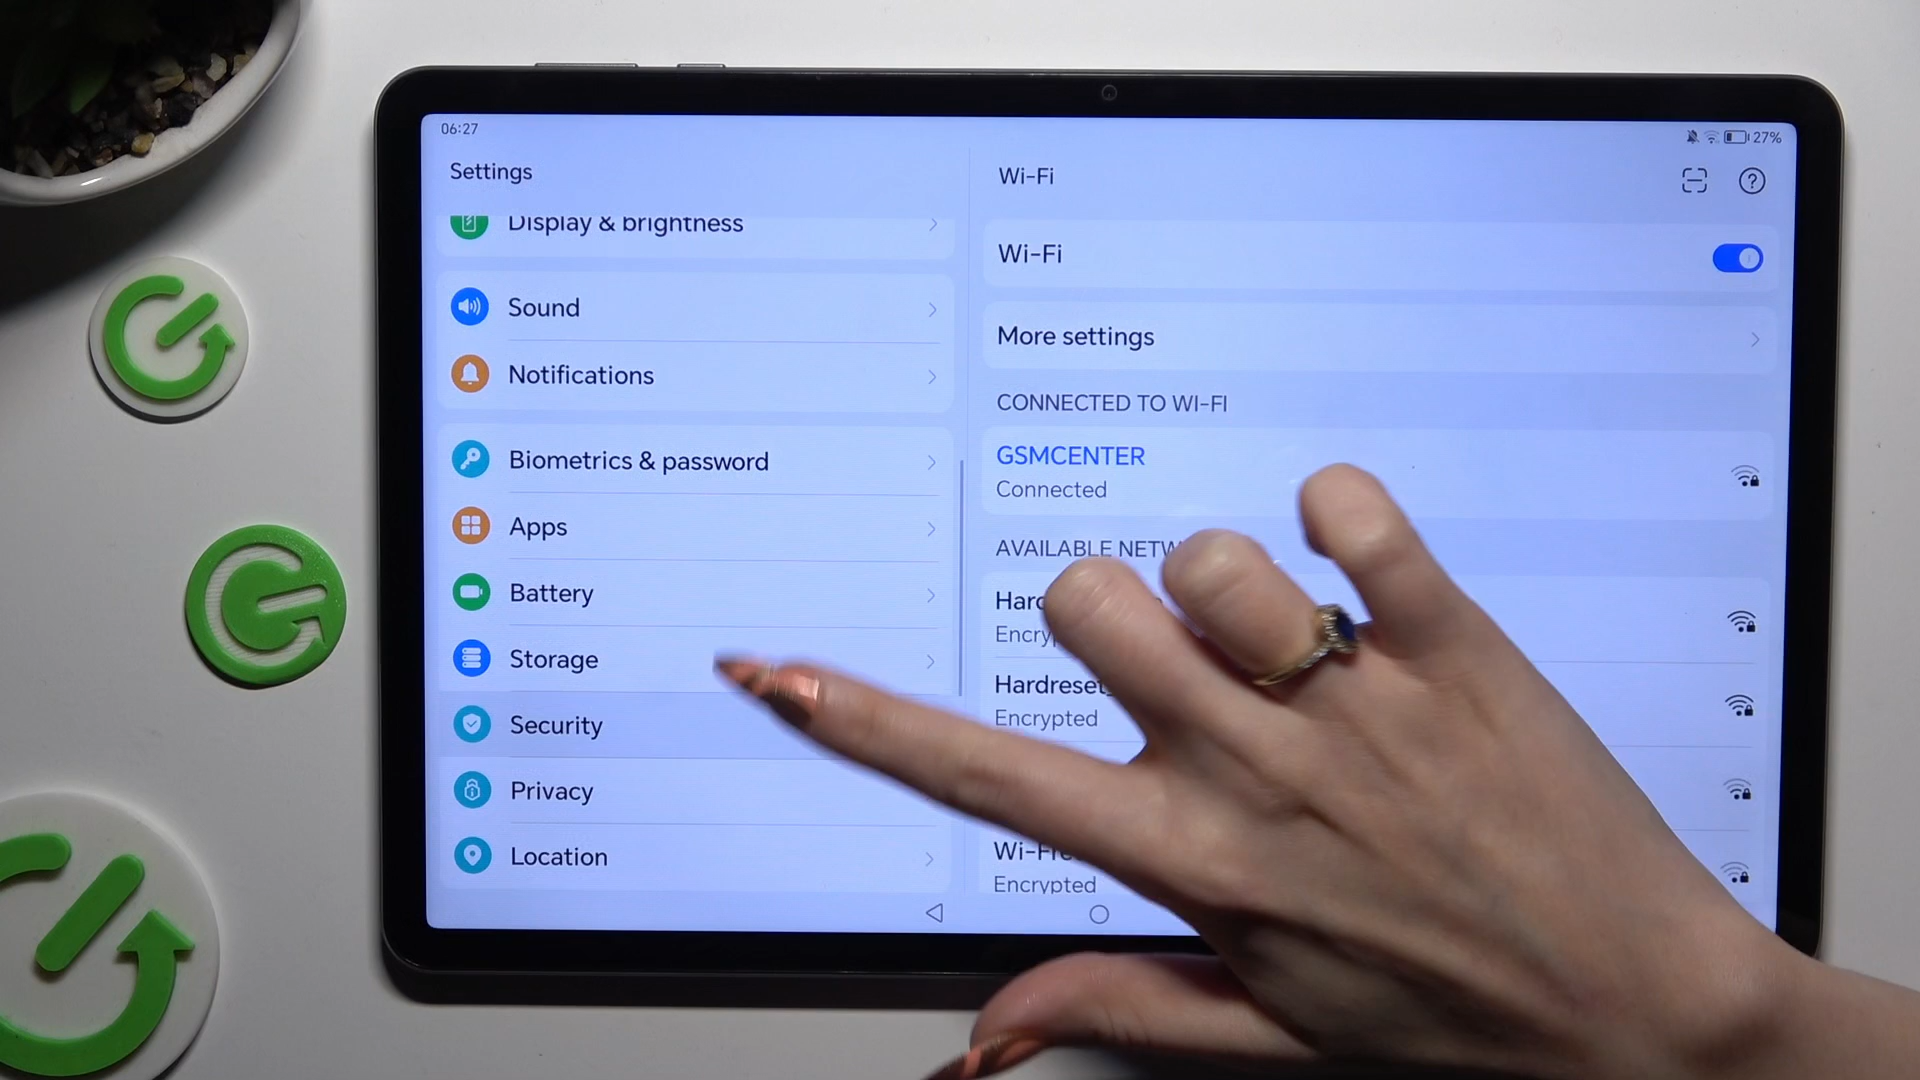 06:27
27%
Settings
Display & brightness
Sound
Notifications
Biometrics & password
Apps
Battery
Storage
Security
Privacy
Location
Wi-Fi
Wi-Fi
More settings
CONNECTED TO WI-FI
GSMCENTER
Connected
AVAILABLE
Encrypted
Encrypted